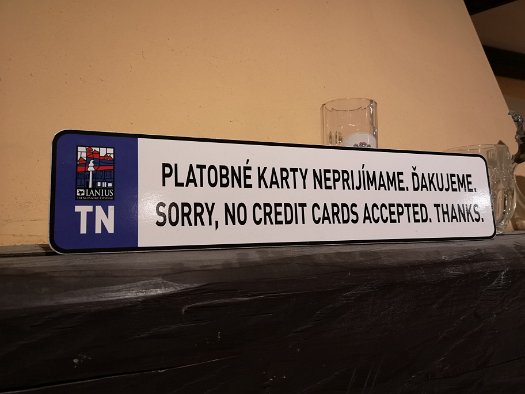 LANIUS
TN
PLATOBNÉ KARTY NEPRIJÍMAME. ĎAKUJEME.
SORRY, NO CREDIT CARDS ACCEPTED. THANKS.